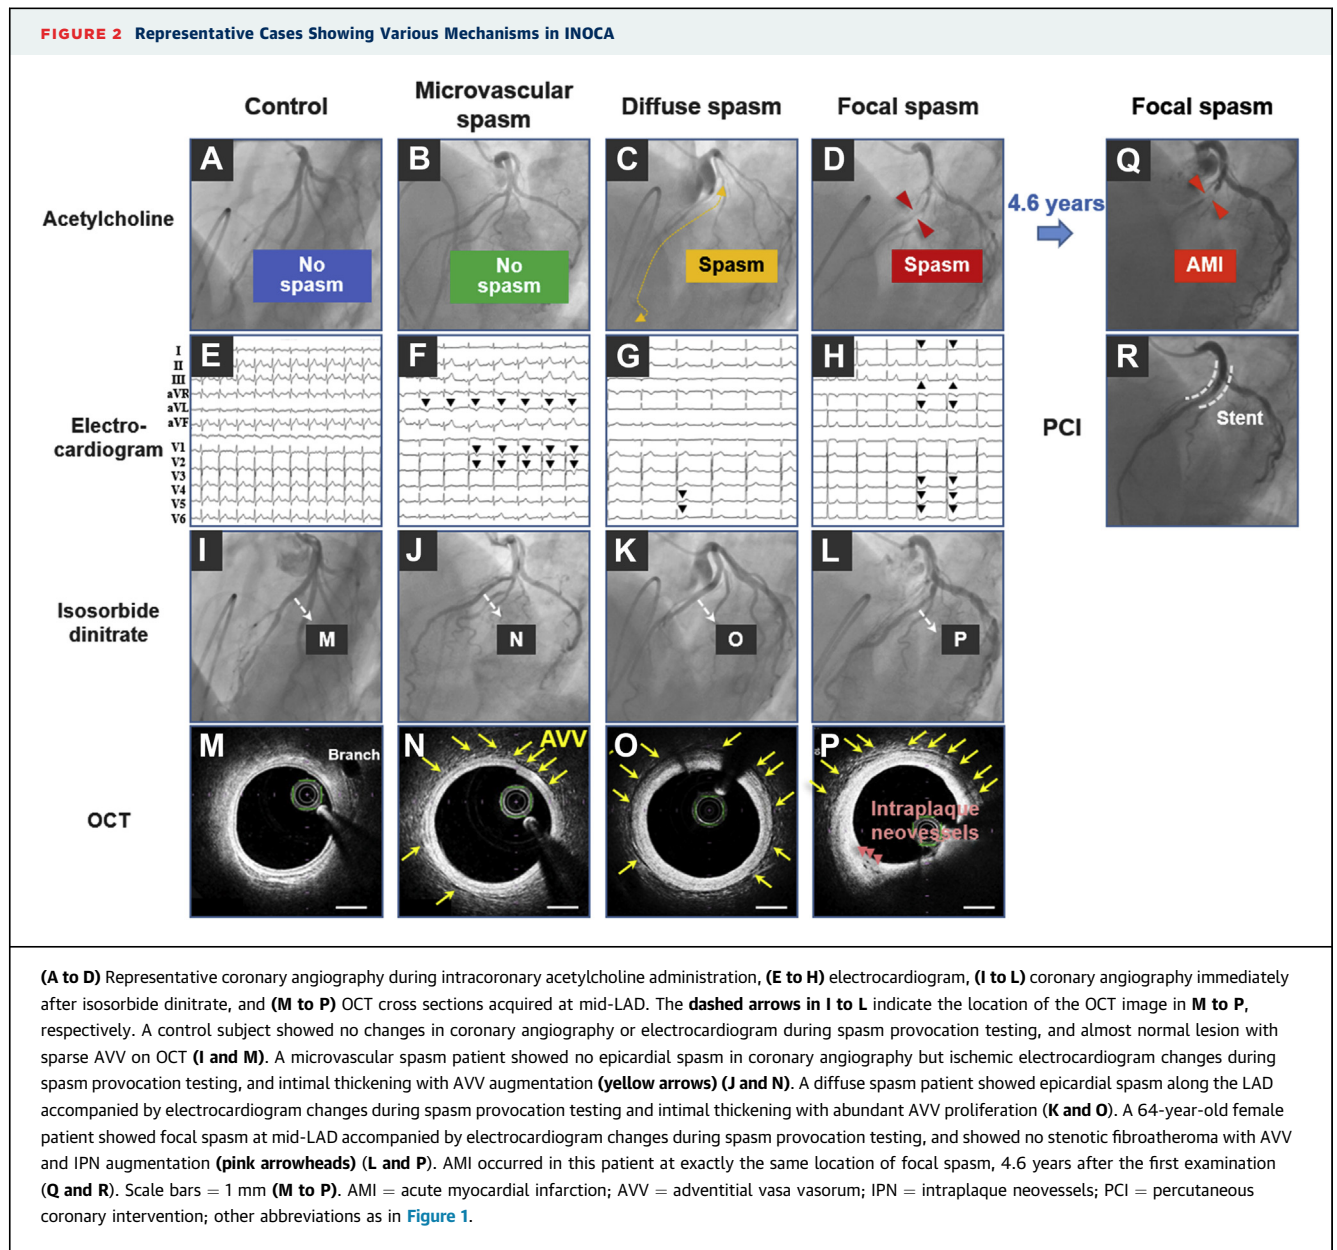 FIGURE 2 Representative Cases Showing Various Mechanisms in INOCA
Control
Microvascular
spasm
Diffuse spasm
Focal spasm
Focal spasm
Acetylcholine
A
No
spasm
B
No
spasm
C
Spasm
D
Spasm
4.6 years
Q
AMI
Electro-
cardiogram
I
II
III
aVR
aVL
aVF
V1
V2
V3
V4
V5
V6
E
F
G
H
PCI
R
Stent
Isosorbide
dinitrate
I
M
J
N
K
O
L
P
OCT
M
Branch
N
AVV
O
P
Intraplaque
neovessels
(A to D) Representative coronary angiography during intracoronary acetylcholine administration, (E to H) electrocardiogram, (I to L) coronary angiography immediately
after isosorbide dinitrate, and (M to P) OCT cross sections acquired at mid-LAD. The dashed arrows in I to L indicate the location of the OCT image in M to P,
respectively. A control subject showed no changes in coronary angiography or electrocardiogram during spasm provocation testing, and almost normal lesion with
sparse AVV on OCT (I and M). A microvascular spasm patient showed no epicardial spasm in coronary angiography but ischemic electrocardiogram changes during
spasm provocation testing, and intimal thickening with AVV augmentation (yellow arrows) (J and N). A diffuse spasm patient showed epicardial spasm along the LAD
accompanied by electrocardiogram changes during spasm provocation testing and intimal thickening with abundant AVV proliferation (K and O). A 64-year-old female
patient showed focal spasm at mid-LAD accompanied by electrocardiogram changes during spasm provocation testing, and showed no stenotic fibroatheroma with AVV
and IPN augmentation (pink arrowheads) (L and P). AMI occurred in this patient at exactly the same location of focal spasm, 4.6 years after the first examination
(Q and R). Scale bars = 1 mm (M to P). AMI = acute myocardial infarction; AVV = adventitial vasa vasorum; IPN = intraplaque neovessels; PCI = percutaneous
coronary intervention; other abbreviations as in Figure 1.